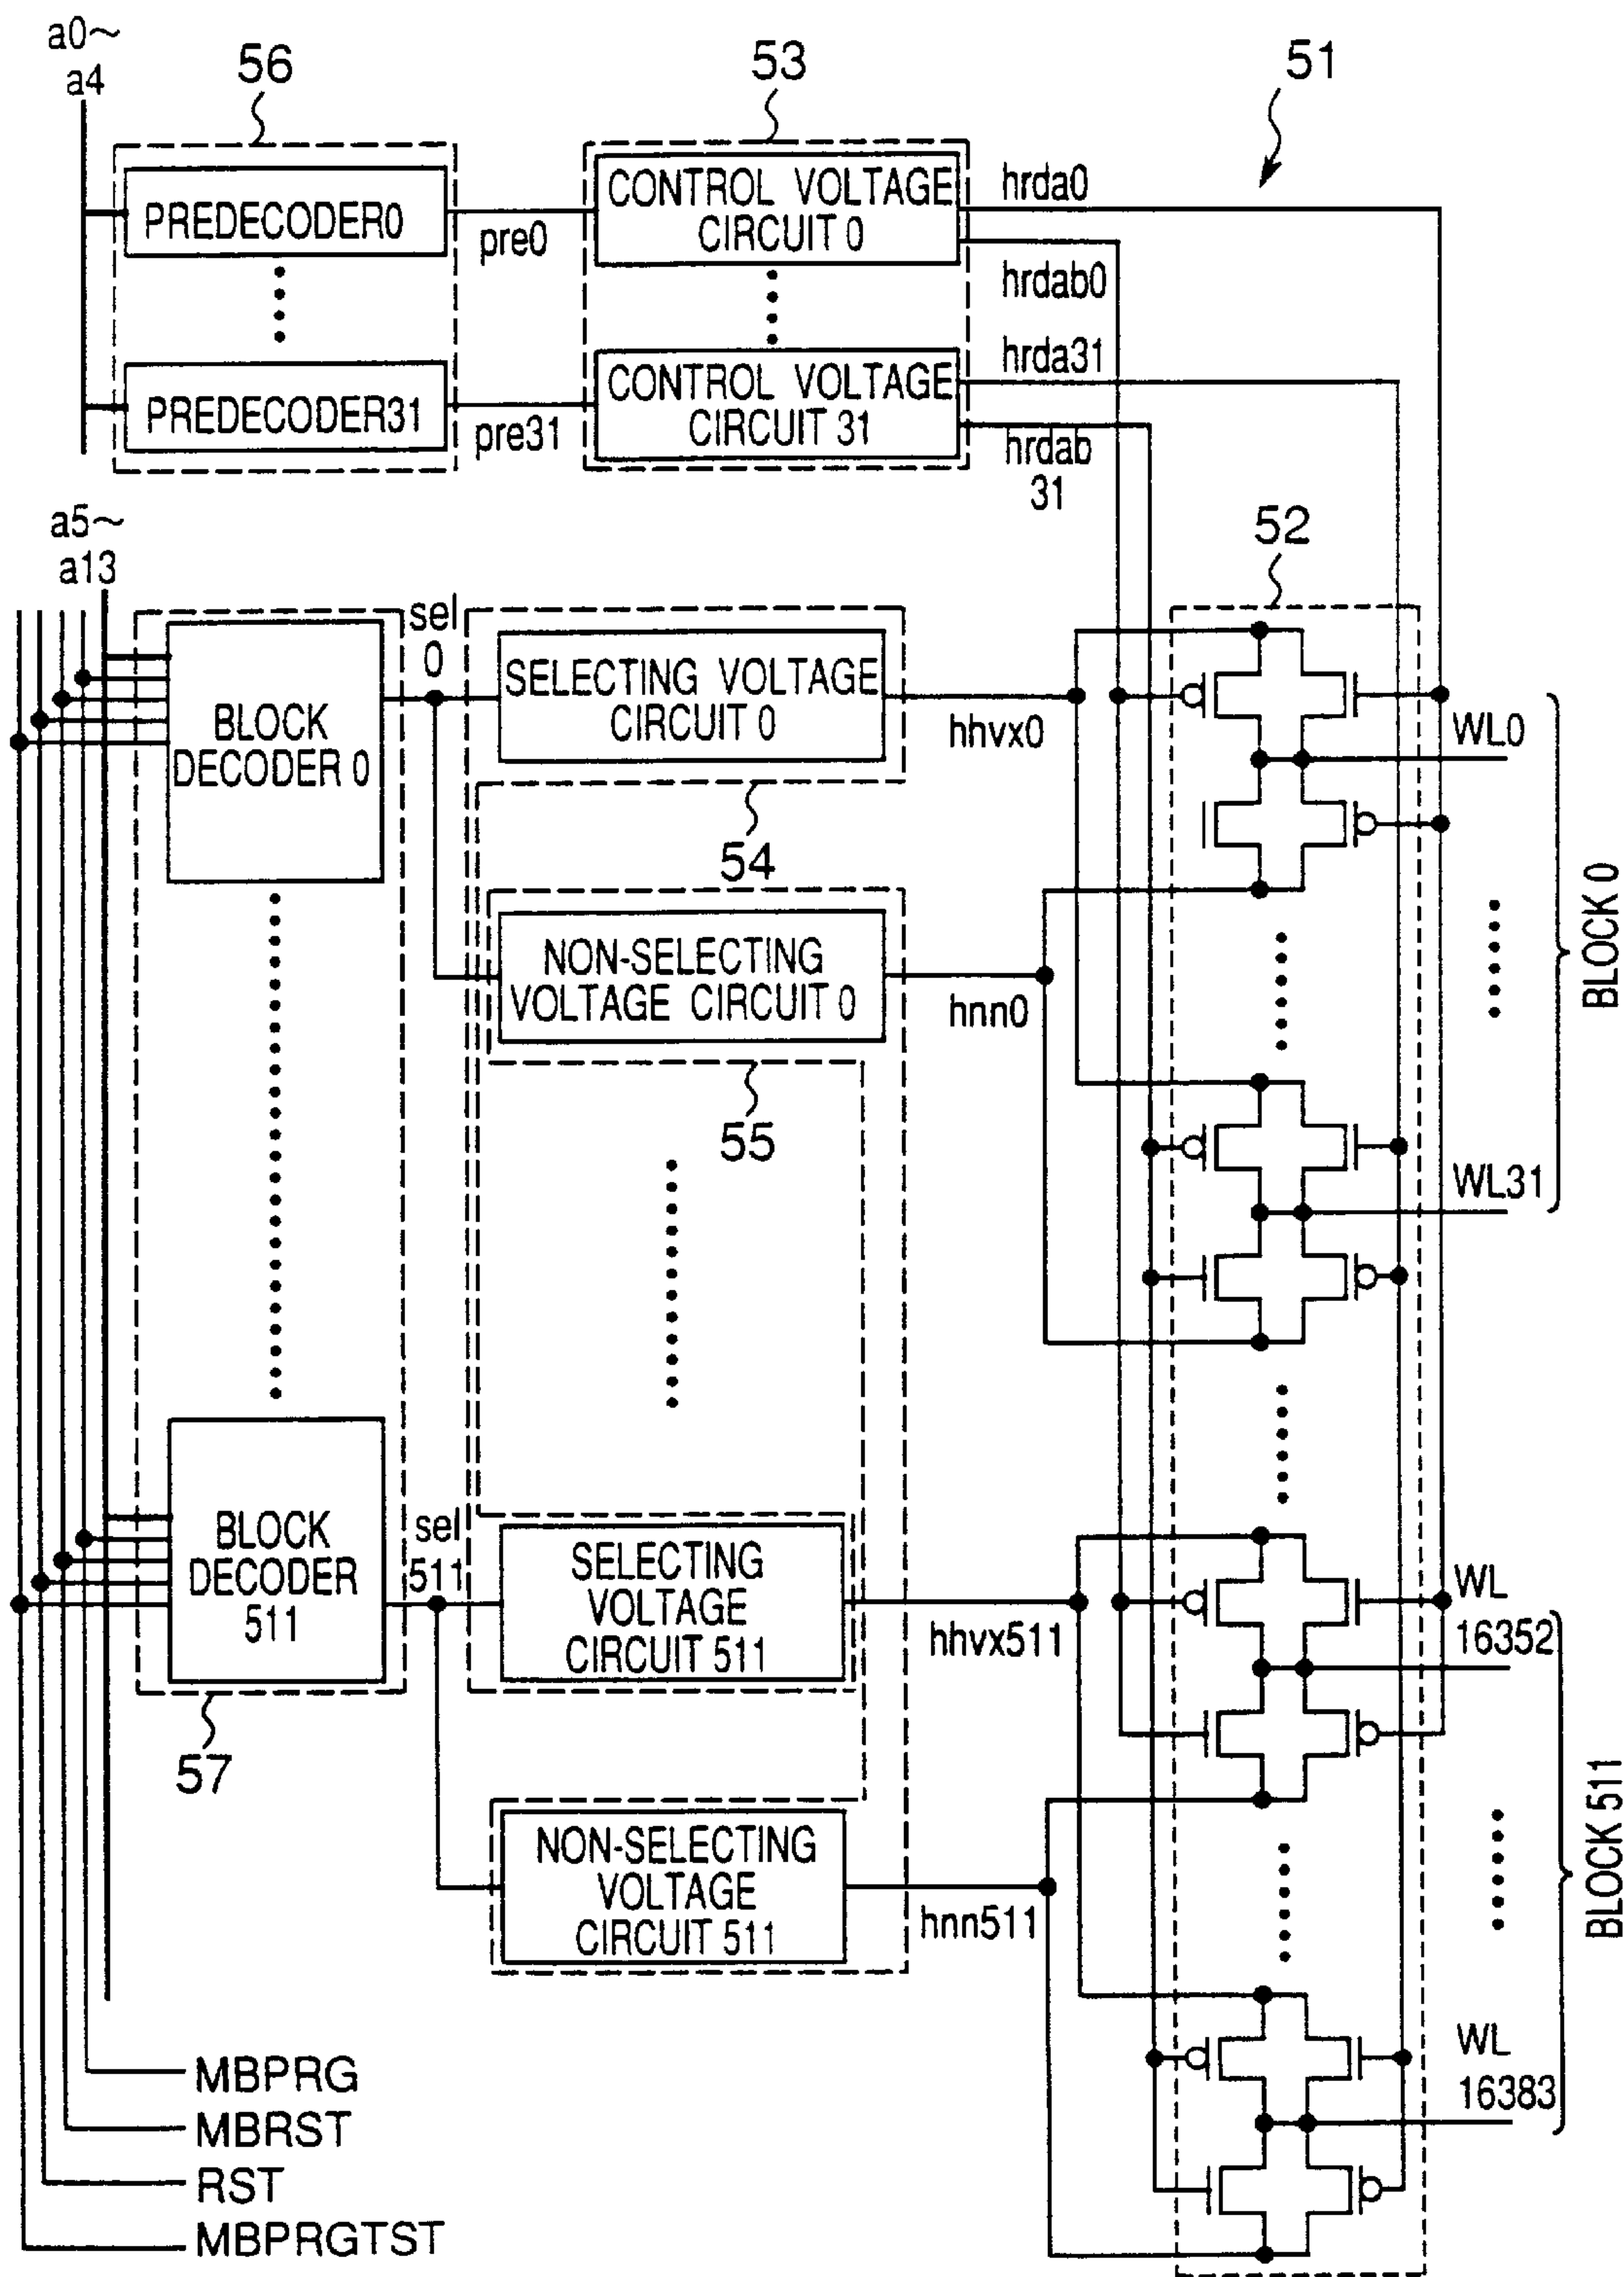 a0~
a4
56
53
51
PREDECODER0
pre0
CONTROL VOLTAGE
CIRCUIT 0
hrda0
hrdab0
PREDECODER31
pre31
CONTROL VOLTAGE
CIRCUIT 31
hrda31
hrdab
31
a5~
a13
52
BLOCK
DECODER 0
sel
0
SELECTING VOLTAGE
CIRCUIT 0
hhvx0
WL0
54
NON-SELECTING
VOLTAGE CIRCUIT 0
hnn0
55
WL31
BLOCK 0
BLOCK
DECODER
511
sel
511
SELECTING
VOLTAGE
CIRCUIT 511
hhvx511
WL
16352
57
NON-SELECTING
VOLTAGE
CIRCUIT 511
hnn511
BLOCK 511
WL
16383
MBPRG
MBRST
RST
MBPRGTST